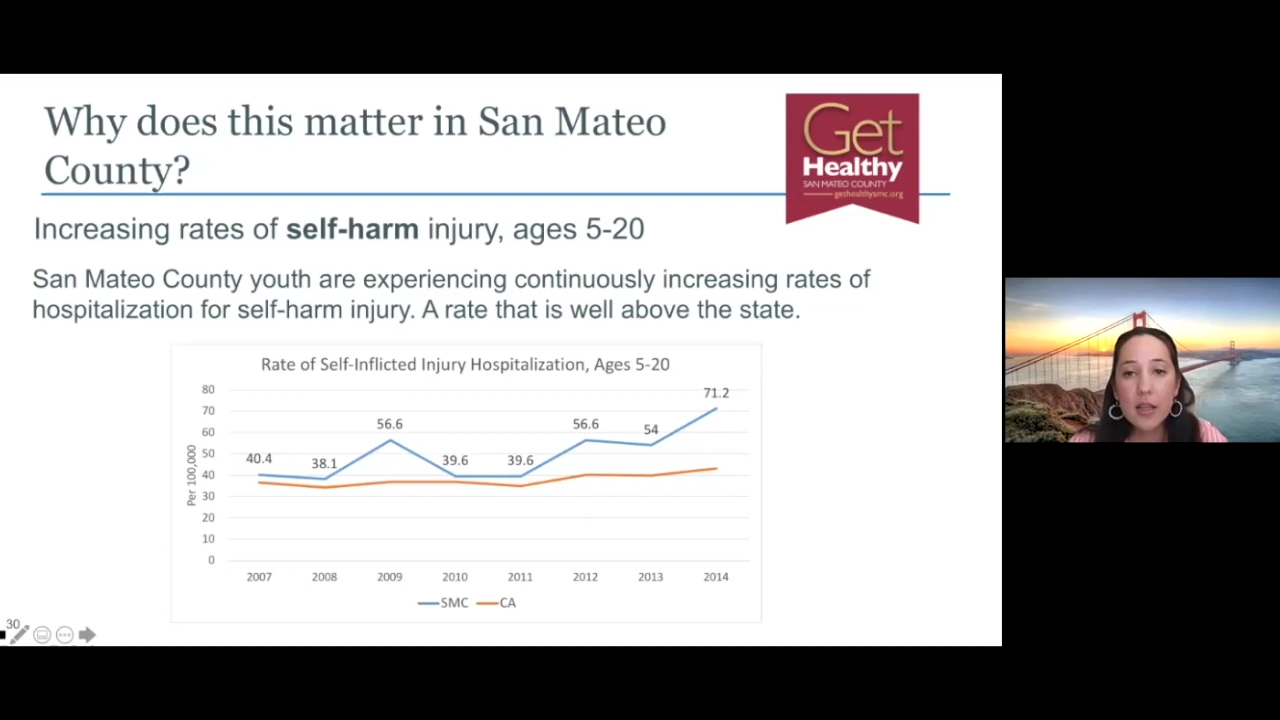 Why does this matter in San Mateo
County?
Get
Healthy
SAN MATEO COUNTY
gethealthysmc.org
Increasing rates of self-harm injury, ages 5-20
San Mateo County youth are experiencing continuously increasing rates of
hospitalization for self-harm injury. A rate that is well above the state.
Rate of Self-Inflicted Injury Hospitalization, Ages 5-20
Per 100,000
80
70
60
50
40
30
20
10
0
40.4
38.1
56.6
39.6
39.6
56.6
54
71.2
2007 2008 2009 2010 2011 2012 2013 2014
SMC CA
30